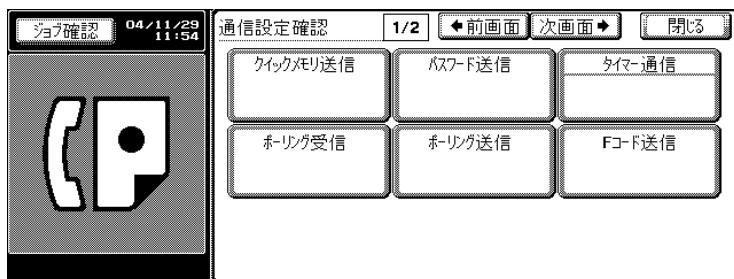 ジョブ確認
04/11/29
11:54
通信設定確認
1/2
←前画面
次画面→
閉じる
クイックメモリ送信
パスワード送信
タイマー通信
ポーリング受信
ポーリング送信
Fコード送信